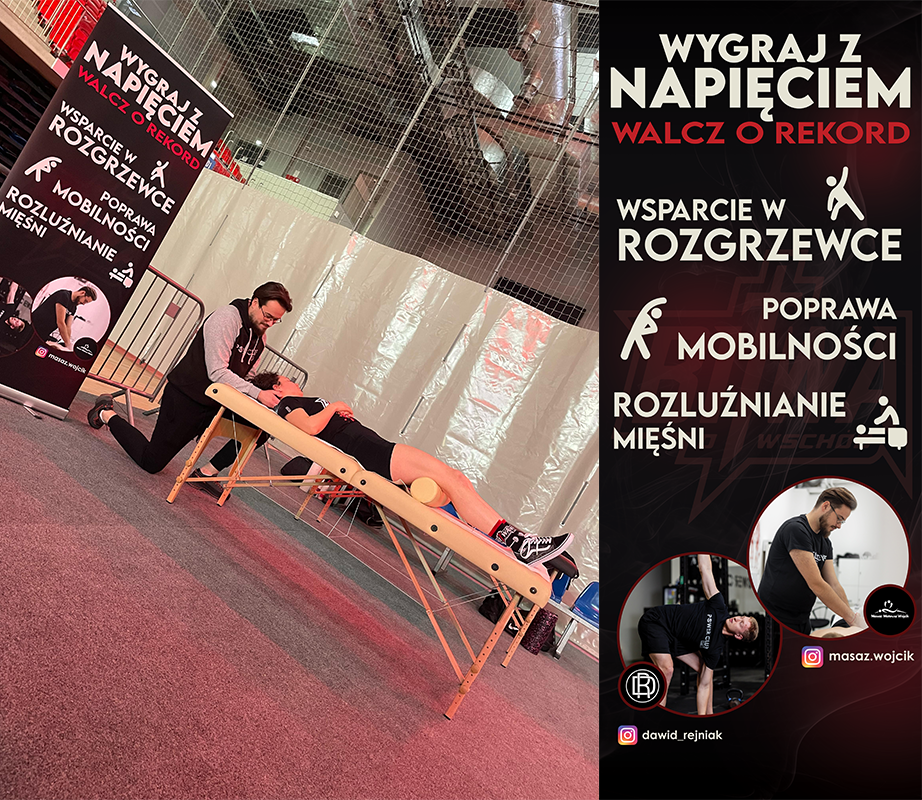 WYGRAJ Z
NAPIĘCIEM
WALCZ O REKORD
WSPARCIE W
ROZGRZEWCE
POPRAWA
MOBILNOŚCI
ROZLUŹNIANIE
MIĘŚNI
masaz.wojcik
WYGRAJ Z
NAPIĘCIEM
WALCZ O REKORD
WSPARCIE W
ROZGRZEWCE
POPRAWA
MOBILNOŚCI
ROZLUŹNIANIE
MIĘŚNI
WSCHÓ
masaz.wojcik
dawid_rejniak